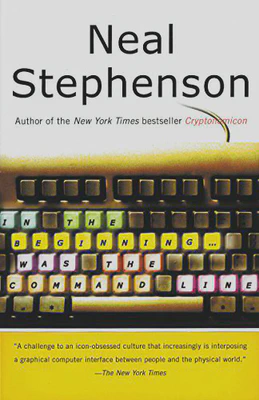 Neal
Stephenson
Author of the New York Times bestseller Cryptonomicon
IN THE
BEGINNING...
WAS THE
COMMAND LINE
"A challenge to an icon-obsessed culture that increasingly is interposing
a graphical computer interface between people and the physical world."
—The New York Times